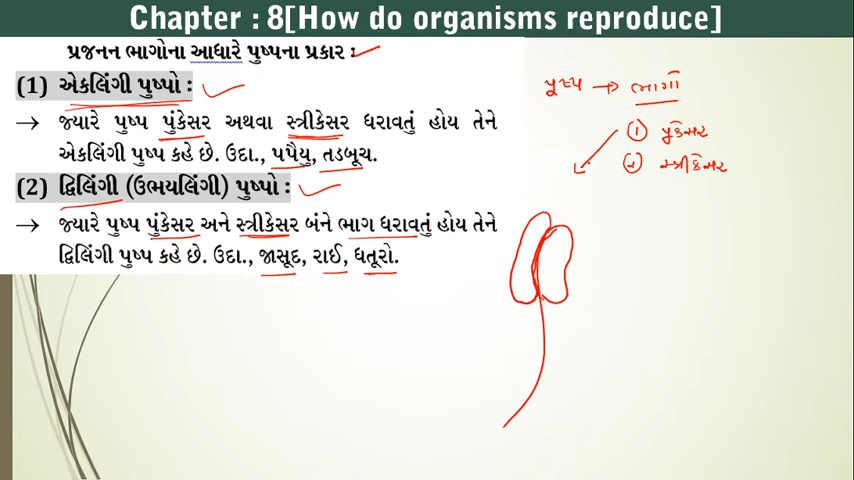 Chapter : 8[How do organisms reproduce]
પ્રજનન ભાગોના આધારે પુષ્પના પ્રકાર :
(1) એકલિંગી પુષ્પો :
→ જ્યારે પુષ્પ પુંકેસર અથવા સ્ત્રીકેસર ધરાવતું હોય તેને
એકલિંગી પુષ્પ કહે છે. ઉદા., પપૈયુ, તડબૂચ.
(2) દ્વિલિંગી (ઉભયલિંગી) પુષ્પો :
→ જ્યારે પુષ્પ પુંકેસર અને સ્ત્રીકેસર બંને ભાગ ધરાવતું હોય તેને
દ્વિલિંગી પુષ્પ કહે છે. ઉદા., જાસૂદ, રાઈ, ધતૂરો.
પૂષ્પ → ભાગો
① પુંકેસર
② સ્ત્રીકેસર